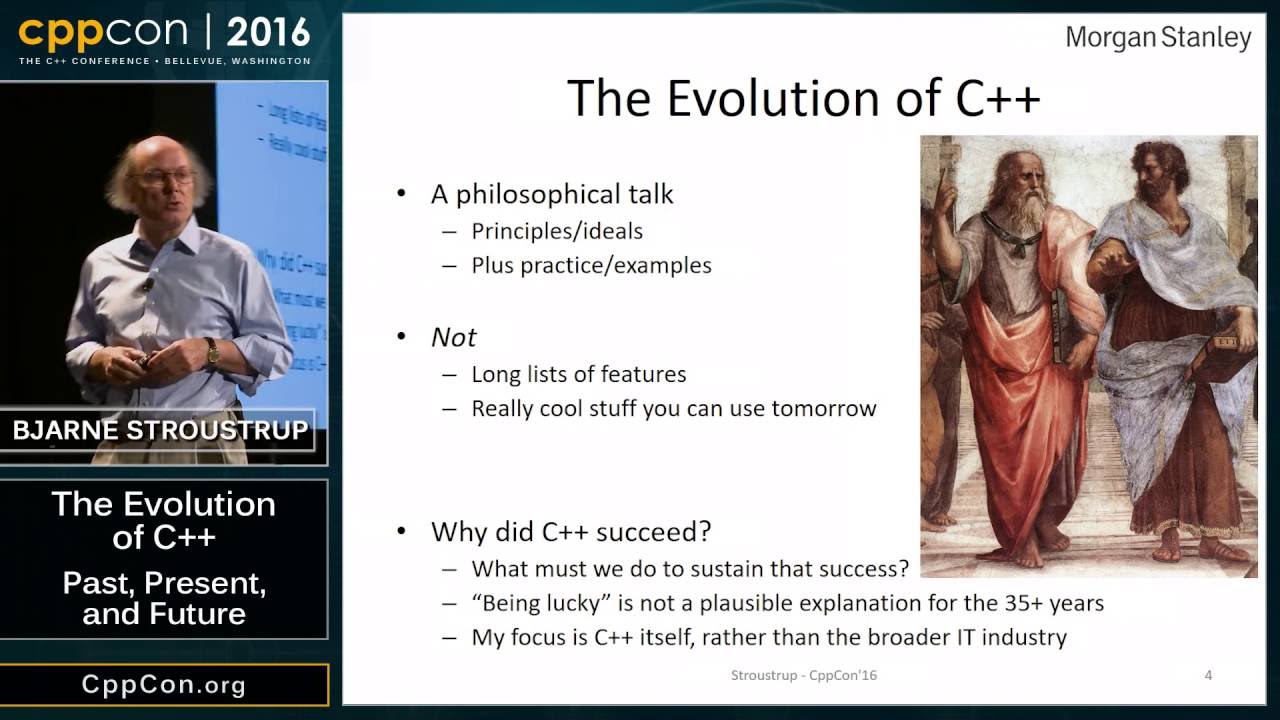 cppcon | 2016
THE C++ CONFERENCE • BELLEVUE, WASHINGTON
BJARNE STROUSTRUP
The Evolution
of C++
Past, Present,
and Future
CppCon.org
Morgan Stanley
The Evolution of C++
• A philosophical talk
– Principles/ideals
– Plus practice/examples
• Not
– Long lists of features
– Really cool stuff you can use tomorrow
• Why did C++ succeed?
– What must we do to sustain that success?
– “Being lucky” is not a plausible explanation for the 35+ years
– My focus is C++ itself, rather than the broader IT industry
Stroustrup - CppCon'16
4